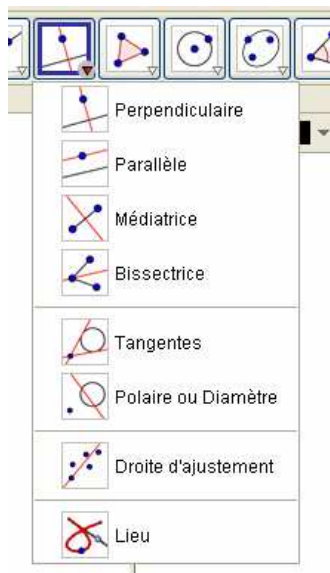 Perpendiculaire
Parallèle
Médiatrice
Bissectrice
Tangentes
Polaire ou Diamètre
Droite d'ajustement
Lieu